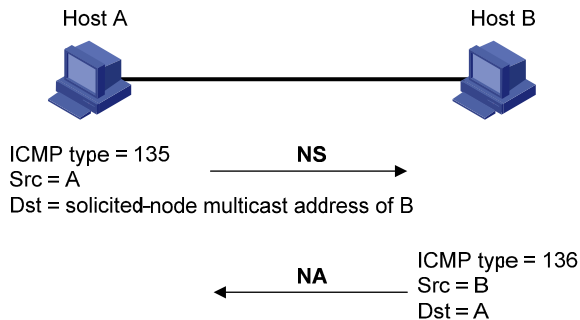 Host A
Host B
ICMP type = 135
Src = A
Dst = solicited-node multicast address of B
NS
NA
ICMP type = 136
Src = B
Dst = A